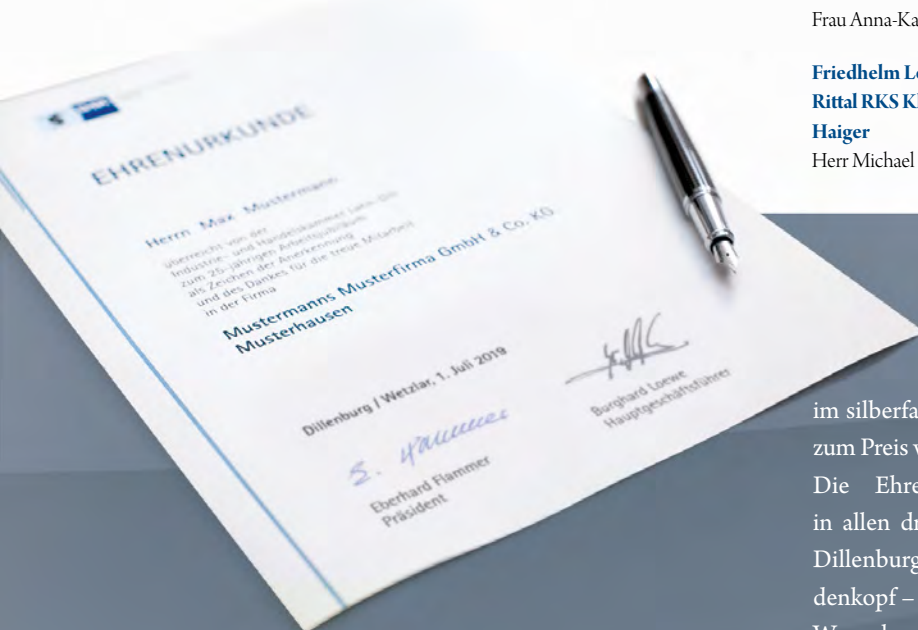 EHRENURKUNDE
Herrn Max Mustermann
überreicht von der
Industrie- und Handelskammer Lahn-Dill
zum 25-jährigen Arbeitsjubiläum
als Zeichen der Anerkennung
und des Dankes für die treue Mitarbeit
in der Firma
Mustermanns Musterfirma GmbH & Co. KG
Musterhausen
Dillenburg / Wetzlar, 1. Juli 2019
Eberhard Flammer
Präsident
Burghard Loewe
Hauptgeschäftsführer
Frau Anna-Ka
Friedhelm L
Rittal RKS K
Haiger
Herr Michael
im silberfa
zum Preis v
Die Ehre
in allen dr
Dillenburg
denkopf –